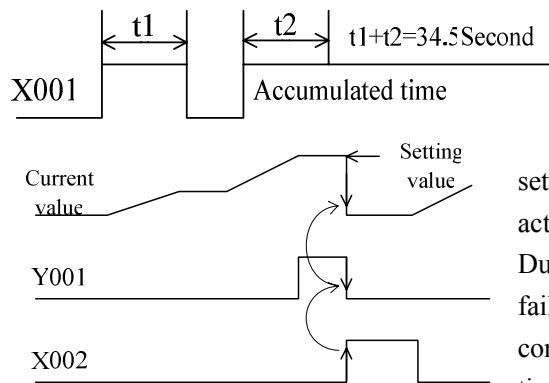 t1
t2
t1+t2=34.5Second
X001
Accumulated time
Current
value
Setting
value
set
act
Y001
Du
fail
X002
con